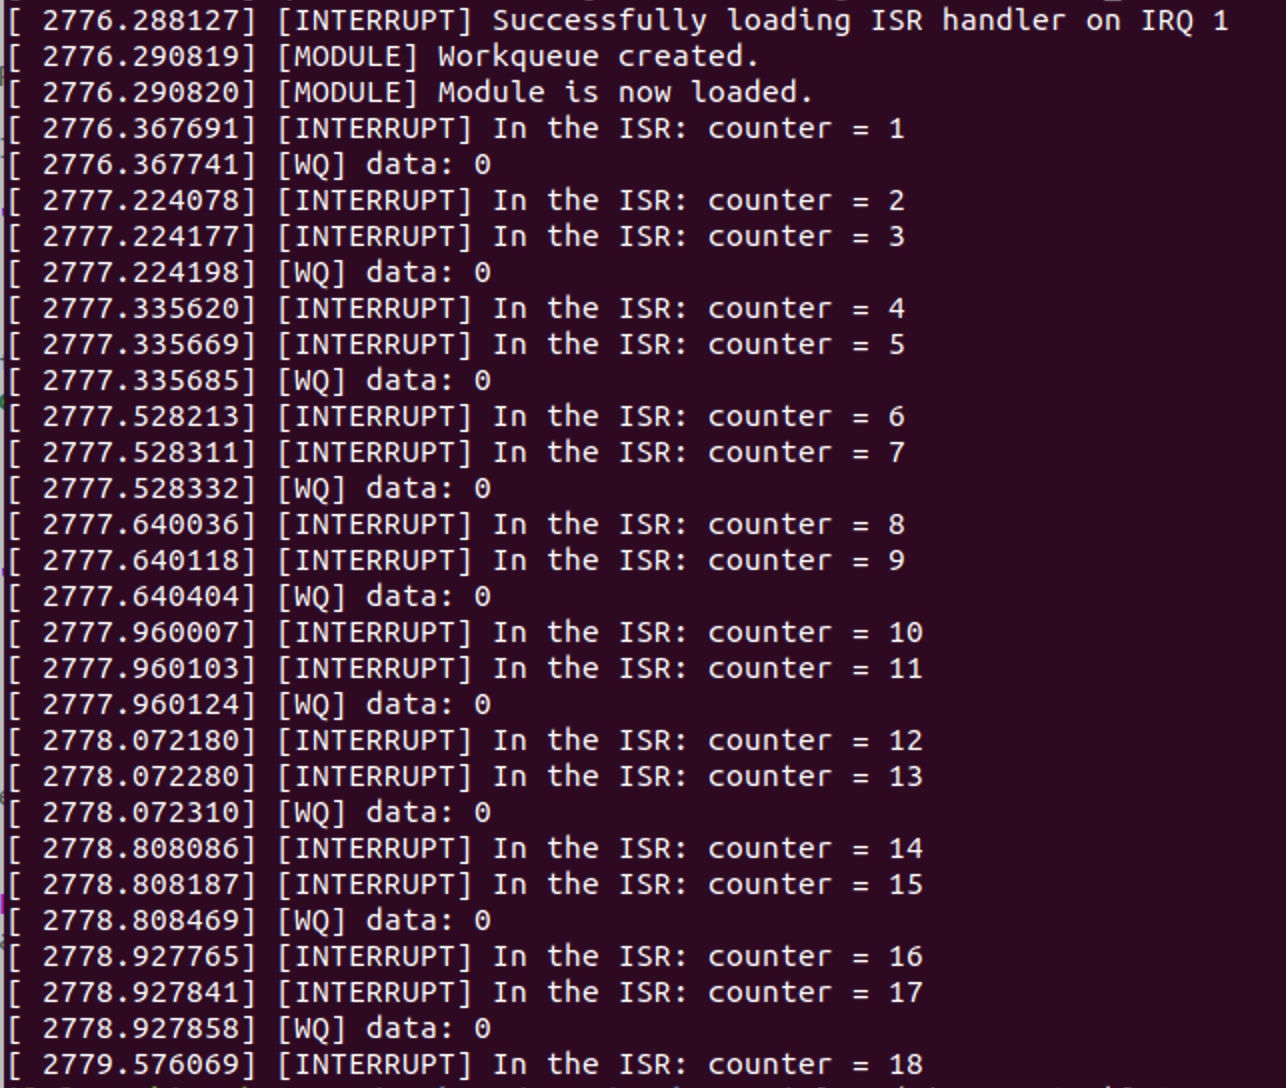 [ 2776.288127] [INTERRUPT] Successfully loading ISR handler on IRQ 1
[ 2776.290819] [MODULE] Workqueue created.
[ 2776.290820] [MODULE] Module is now loaded.
[ 2776.367691] [INTERRUPT] In the ISR: counter = 1
[ 2776.367741] [WQ] data: 0
[ 2777.224078] [INTERRUPT] In the ISR: counter = 2
[ 2777.224177] [INTERRUPT] In the ISR: counter = 3
[ 2777.224198] [WQ] data: 0
[ 2777.335620] [INTERRUPT] In the ISR: counter = 4
[ 2777.335669] [INTERRUPT] In the ISR: counter = 5
[ 2777.335685] [WQ] data: 0
[ 2777.528213] [INTERRUPT] In the ISR: counter = 6
[ 2777.528311] [INTERRUPT] In the ISR: counter = 7
[ 2777.528332] [WQ] data: 0
[ 2777.640036] [INTERRUPT] In the ISR: counter = 8
[ 2777.640118] [INTERRUPT] In the ISR: counter = 9
[ 2777.640404] [WQ] data: 0
[ 2777.960007] [INTERRUPT] In the ISR: counter = 10
[ 2777.960103] [INTERRUPT] In the ISR: counter = 11
[ 2777.960124] [WQ] data: 0
[ 2778.072180] [INTERRUPT] In the ISR: counter = 12
[ 2778.072280] [INTERRUPT] In the ISR: counter = 13
[ 2778.072310] [WQ] data: 0
[ 2778.808086] [INTERRUPT] In the ISR: counter = 14
[ 2778.808187] [INTERRUPT] In the ISR: counter = 15
[ 2778.808469] [WQ] data: 0
[ 2778.927765] [INTERRUPT] In the ISR: counter = 16
[ 2778.927841] [INTERRUPT] In the ISR: counter = 17
[ 2778.927858] [WQ] data: 0
[ 2779.576069] [INTERRUPT] In the ISR: counter = 18